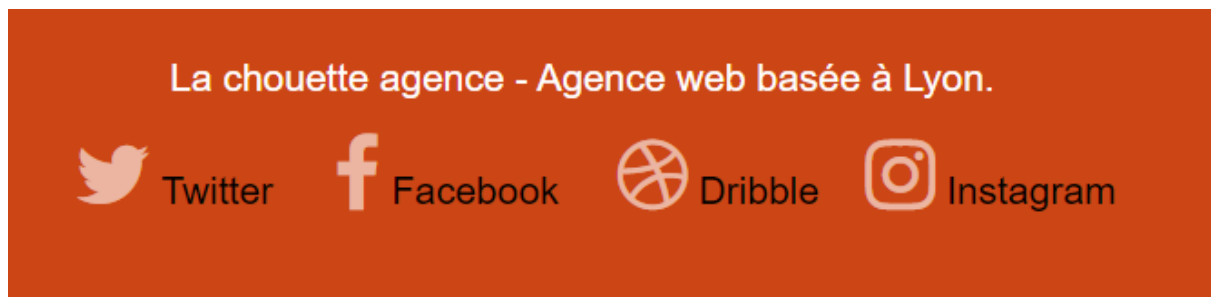 La chouette agence - Agence web basée à Lyon.
Twitter Facebook Dribble Instagram